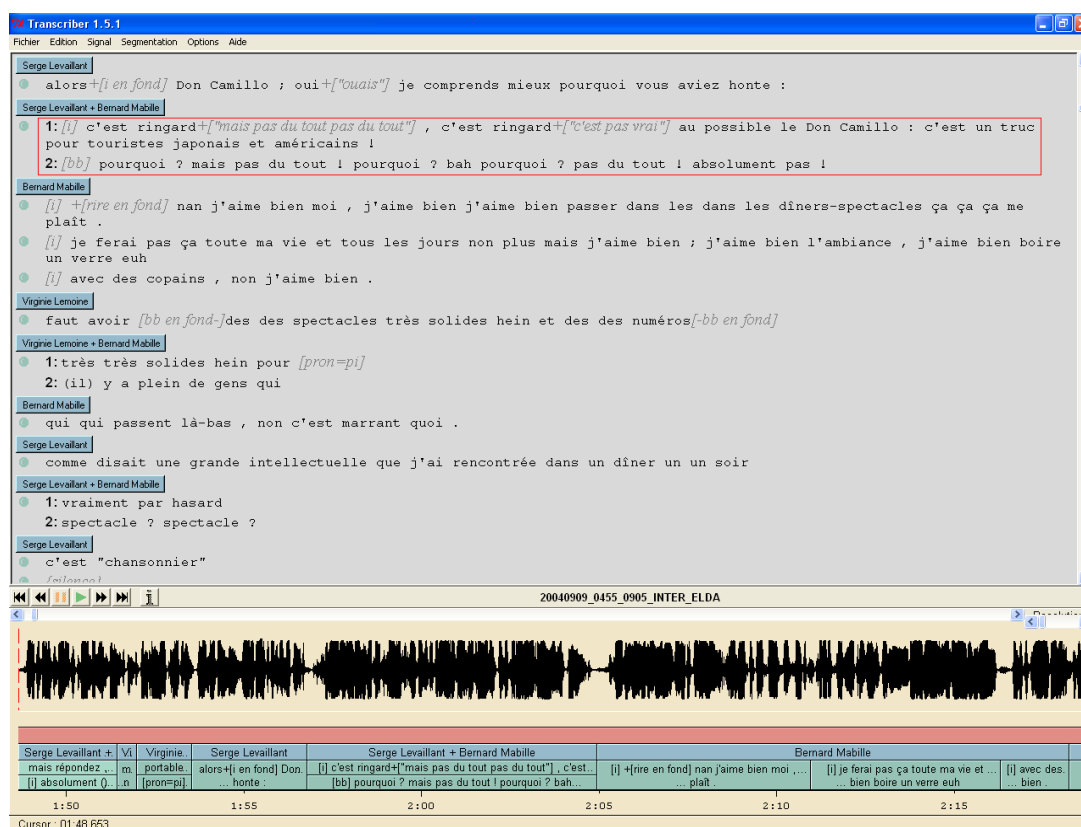 Transcriber 1.5.1
Fichier Edition Signal Segmentation Options Aide
Serge Levaillant
alors+[i en fond] Don Camillo ; oui+["ouais"] je comprends mieux pourquoi vous aviez honte :
Serge Levaillant + Bernard Mabille
1: [i] c'est ringard+["mais pas du tout pas du tout"] , c'est ringard+["c'est pas vrai"] au possible le Don Camillo : c'est un truc
pour touristes japonais et américains !
2: [bb] pourquoi ? mais pas du tout ! pourquoi ? bah pourquoi ? pas du tout ! absolument pas !
Bernard Mabille
[i] +[rire en fond] nan j'aime bien moi , j'aime bien j'aime bien passer dans les dans les dîners-spectacles ça ça ça me
plaît .
[i] je ferai pas ça toute ma vie et tous les jours non plus mais j'aime bien ; j'aime bien l'ambiance , j'aime bien boire
un verre euh
[i] avec des copains , non j'aime bien .
Virginie Lemoine
faut avoir [bb en fond-]des des spectacles très solides hein et des des numéros[-bb en fond]
Virginie Lemoine + Bernard Mabille
1: très très solides hein pour [pron=pi]
2: (il) y a plein de gens qui
Bernard Mabille
qui qui passent là-bas , non c'est marrant quoi .
Serge Levaillant
comme disait une grande intellectuelle que j'ai rencontrée dans un dîner un un soir
Serge Levaillant + Bernard Mabille
1: vraiment par hasard
2: spectacle ? spectacle ?
Serge Levaillant
c'est "chansonnier"
[silence]
20040909_0455_0905_INTER_ELDA
Serge Levaillant +. Vi Virginie.. Serge Levaillant Serge Levaillant + Bernard Mabille Bernard Mabille
mais répondez ,.. m. portable.. alors+[i en fond] Don. [i] c'est ringard+["mais pas du tout pas du tout"] , c'est... [i] +[rire en fond] nan j'aime bien moi , ... [i] je ferai pas ça toute ma vie et ... [i] avec des.
[i] absolument ().. .n [pron=pi]. ... honte : [bb] pourquoi ? mais pas du tout ! pourquoi ? bah... ... plaît . ... bien boire un verre euh ... bien .
1:50 1:55 2:00 2:05 2:10 2:15
Cursor : 01:48.653